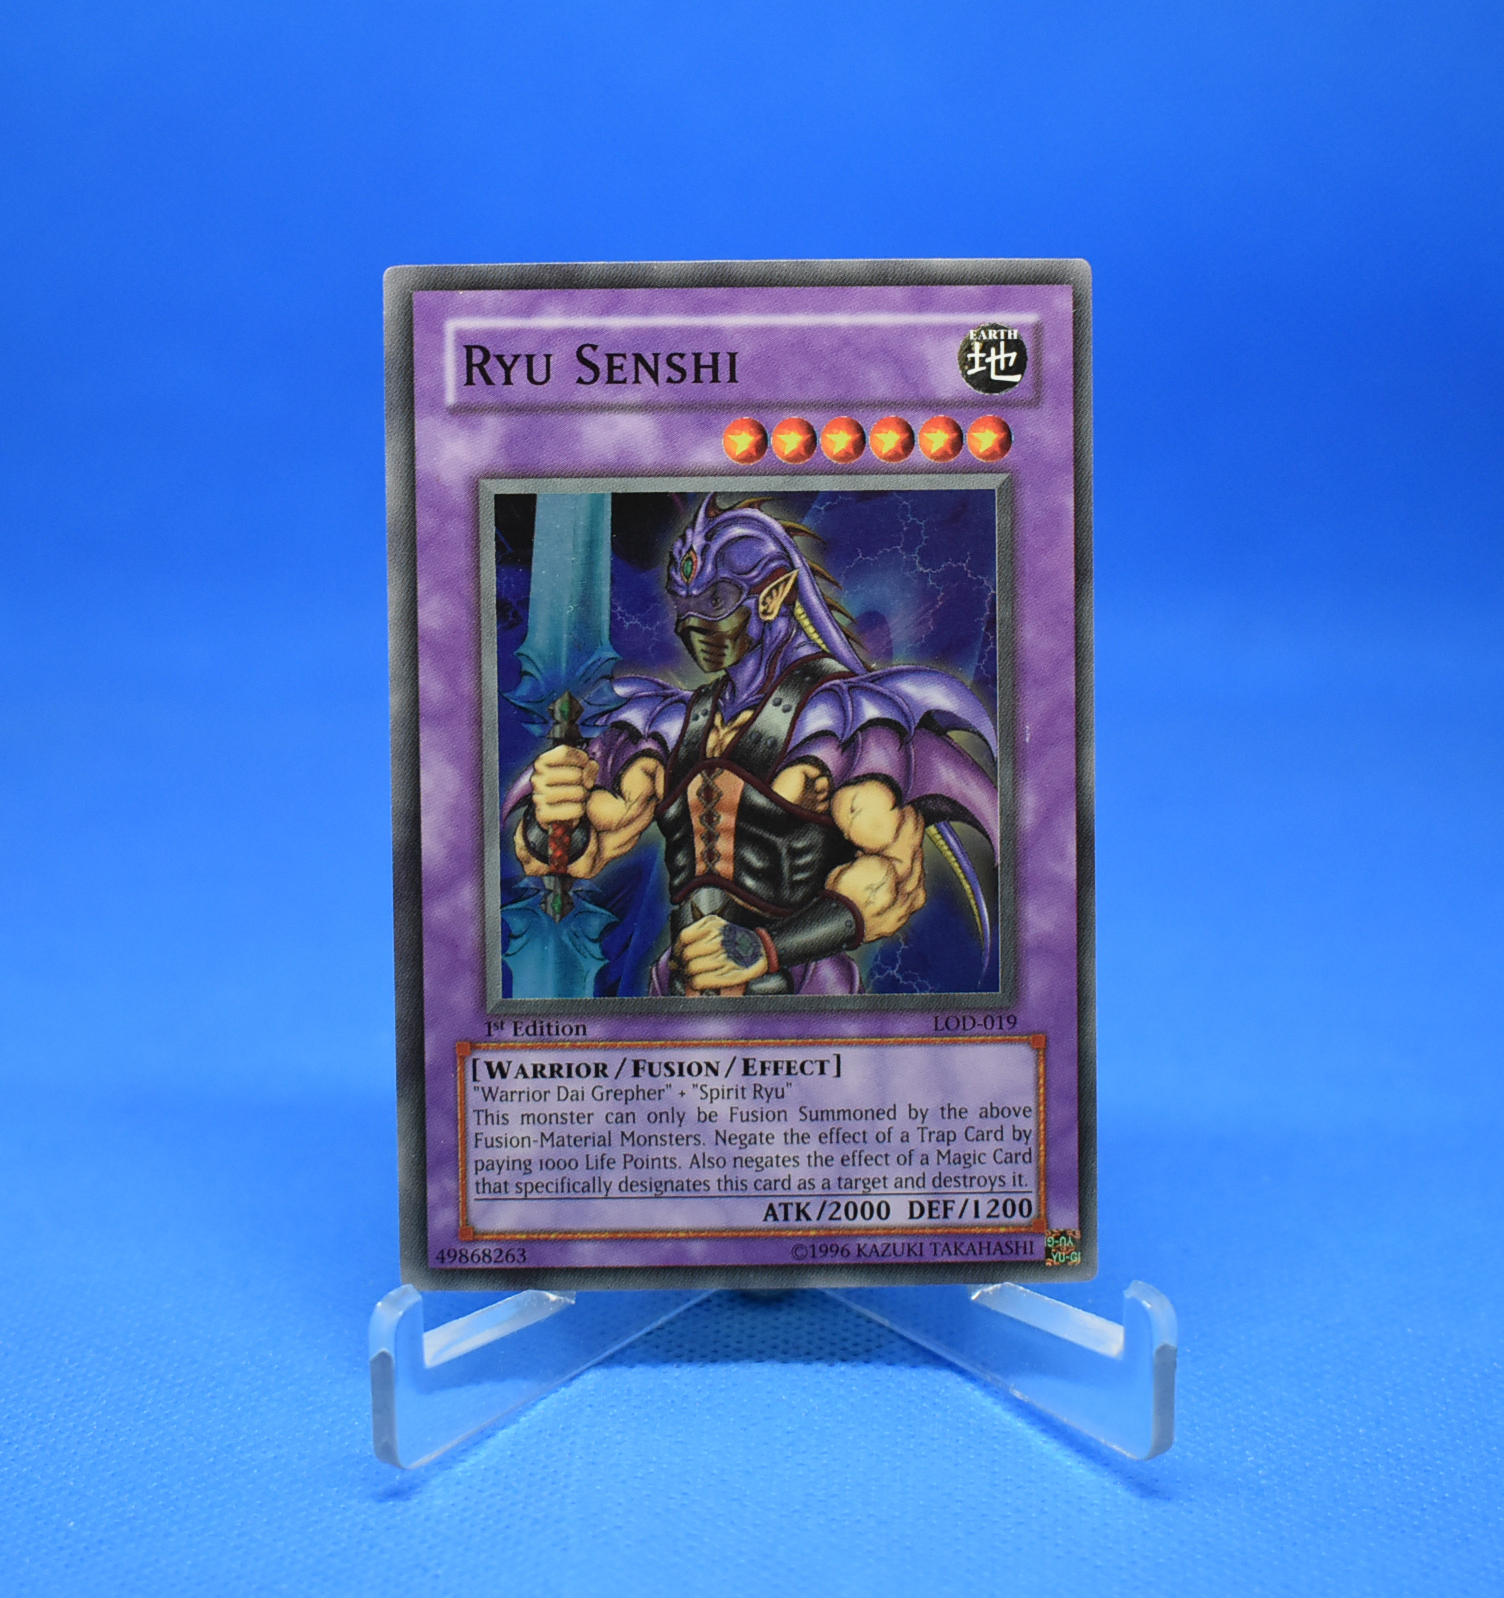 RYU SENSHI
EARTH
地
1st Edition
LOD-019
[WARRIOR/FUSION/EFFECT]
"Warrior Dai Grepher" + "Spirit Ryu"
This monster can only be Fusion Summoned by the above
Fusion-Material Monsters. Negate the effect of a Trap Card by
paying 1000 Life Points. Also negates the effect of a Magic Card
that specifically designates this card as a target and destroys it.
ATK/2000 DEF/1200
49868263
©1996 KAZUKI TAKAHASHI